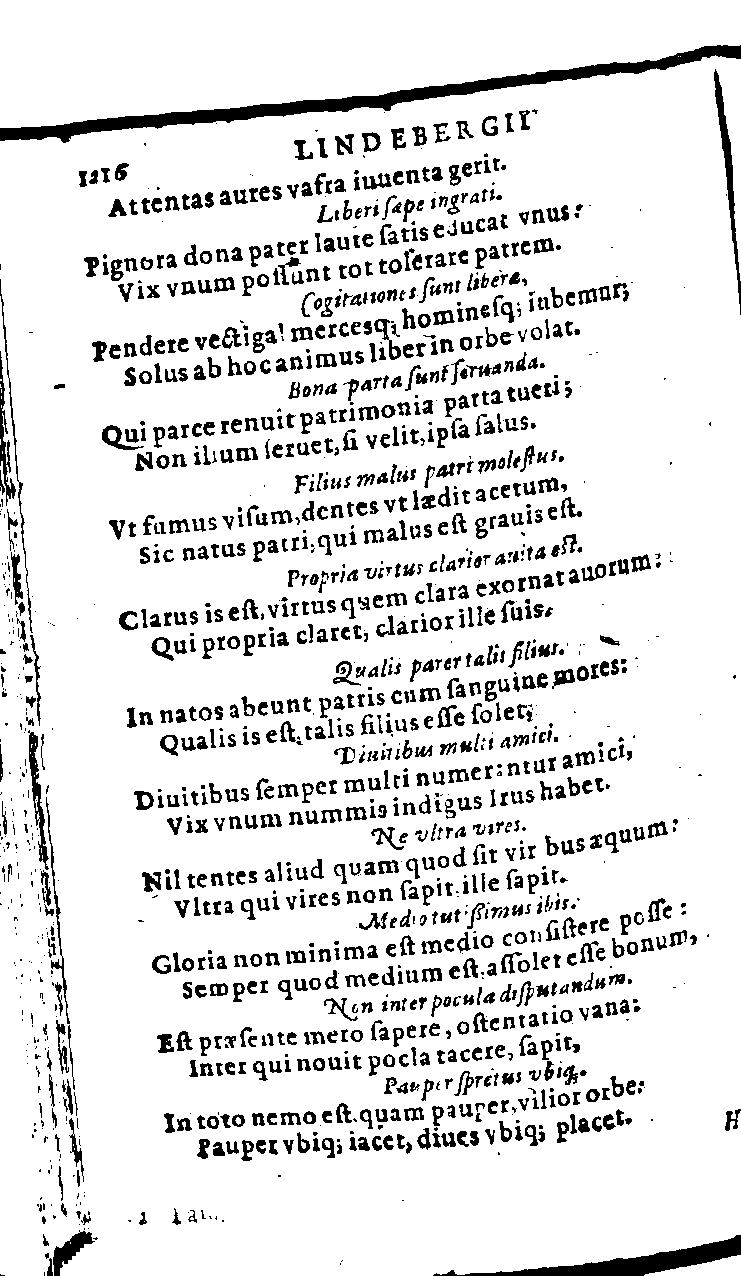 1216 LINDEBERGII
Attentas aures vafra iuuenta gerit.
Liberi sæpe ingrati.
Pignora dona pater laute satis educat vnus:
Vix vnum possunt tot tolerare patrem.
Cogitationes sunt liberæ,
Pendere vectigal mercesq; hominesq; iubemur;
Solus ab hoc animus liber in orbe volat.
Bona parta sunt seruanda.
Qui parce renuit patrimonia parta tueri;
Non illum seruet, si velit, ipsa salus.
Filius malus patri molestus.
Vt fumus visum, dentes vt lædit acetum,
Sic natus patri, qui malus est grauis est.
Propria virtus clarior auita est.
Clarus is est, virtus quem clara exornat auorum:
Qui propria claret, clarior ille suis.
Qualis parer talis filius.
In natos abeunt patris cum sanguine mores:
Qualis is est, talis filius esse solet;
Diuitibus multi amici.
Diuitibus semper multi numerantur amici,
Vix vnum nummis indigus Irus habet.
Ne vltra vires.
Nil tentes aliud quam quod sit viribus æquum:
Vltra qui vires non sapit, ille sapit.
Medio tutissimus ibis.
Gloria non minima est medio consistere posse:
Semper quod medium est, assolet esse bonum,
Non inter pocula disputandum.
Est præsente mero sapere, ostentatio vana:
Inter qui nouit pocla tacere, sapit,
Pauper spretus vbiq;.
In toto nemo est, quam pauper, vilior orbe:
Pauper vbiq; iacet, diues vbiq; placet.